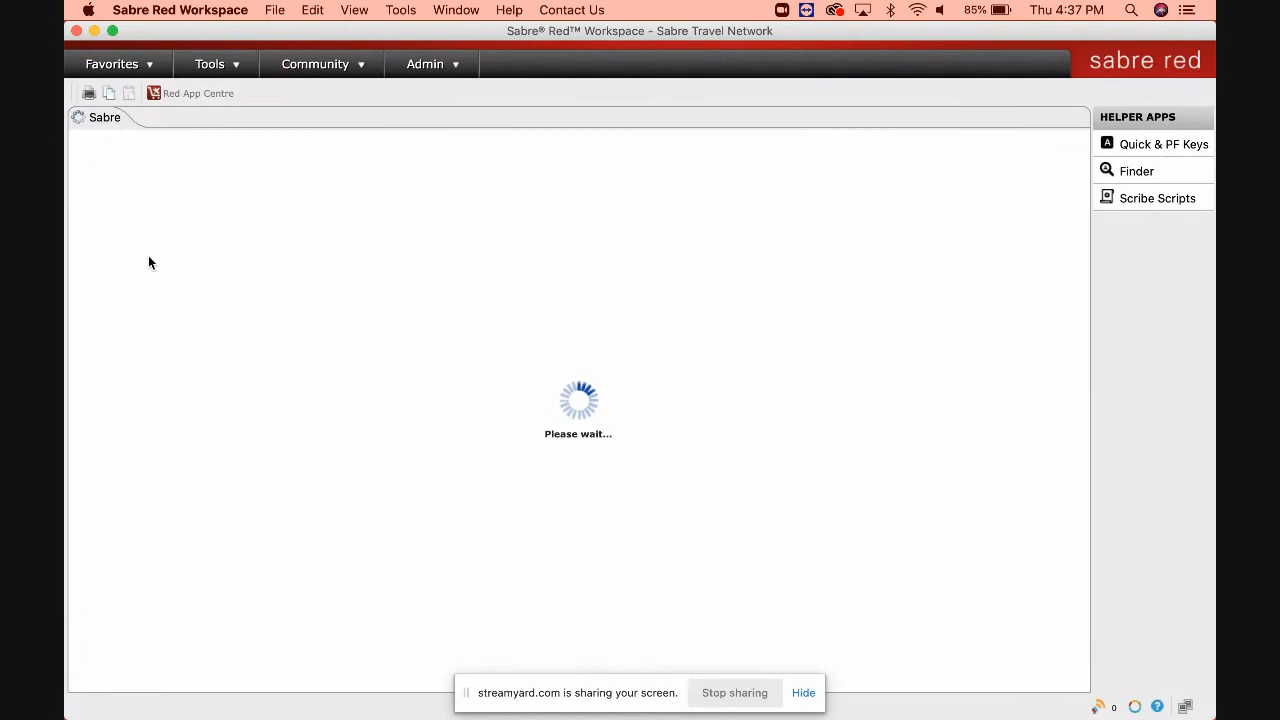 Sabre Red Workspace File Edit View Tools Window Help Contact Us 85% Thu 4:37 PM
Sabre® Red™ Workspace - Sabre Travel Network
Favorites ▼ Tools ▼ Community ▼ Admin ▼ sabre red
Red App Centre
Sabre
HELPER APPS
Quick & PF Keys
Finder
Scribe Scripts
Please wait...
streamyard.com is sharing your screen. Stop sharing Hide
0